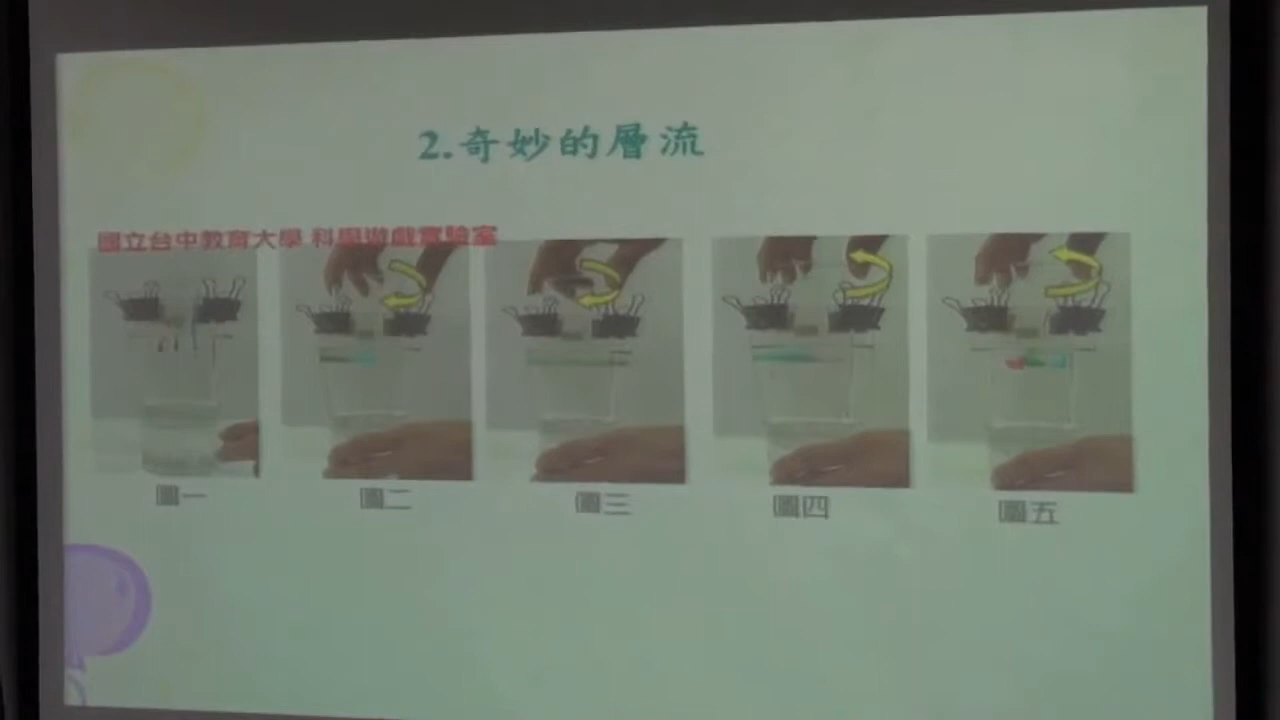 2.奇妙的層流
國立台中教育大學 科學遊戲實驗室
圖一
圖二
圖三
圖四
圖五